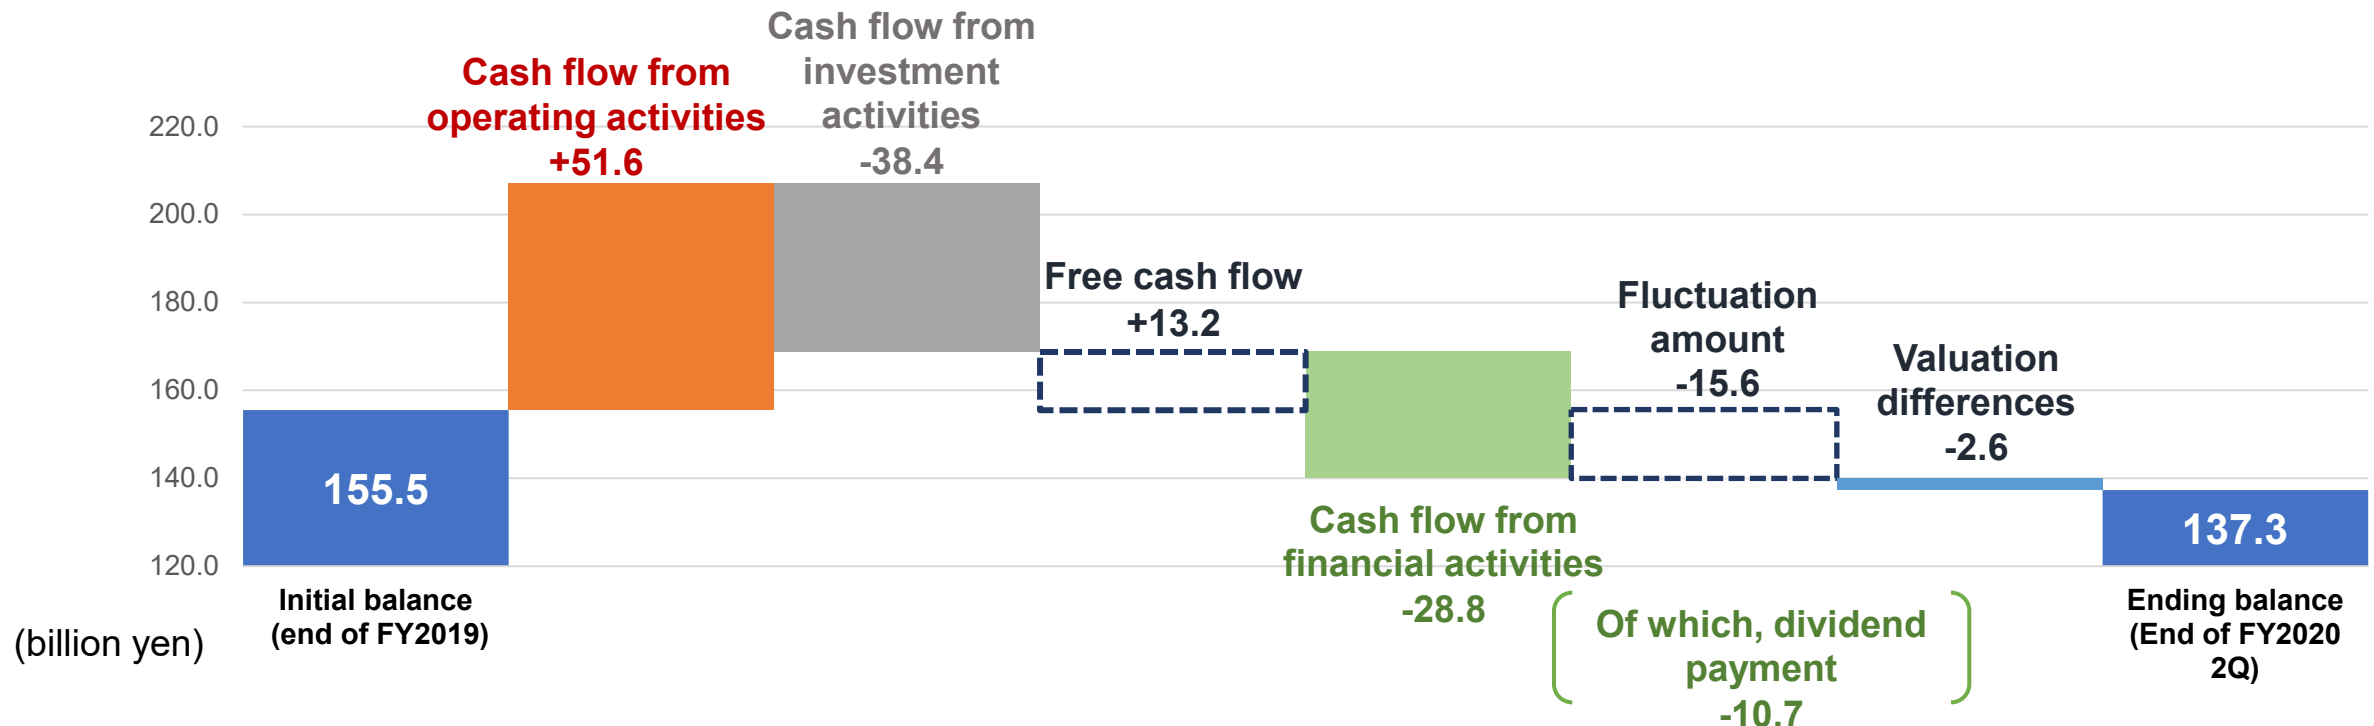 Cash flow from
investment
activities
-38.4
Cash flow from
operating activities
+51.6
220.0
200.0
180.0
160.0
140.0
120.0
Free cash flow
+13.2
Fluctuation
amount
-15.6
Valuation
differences
-2.6
155.5
137.3
Cash flow from
financial activities
-28.8
Of which, dividend
payment
-10.7
Initial balance
(end of FY2019)
Ending balance
(End of FY2020
2Q)
(billion yen)